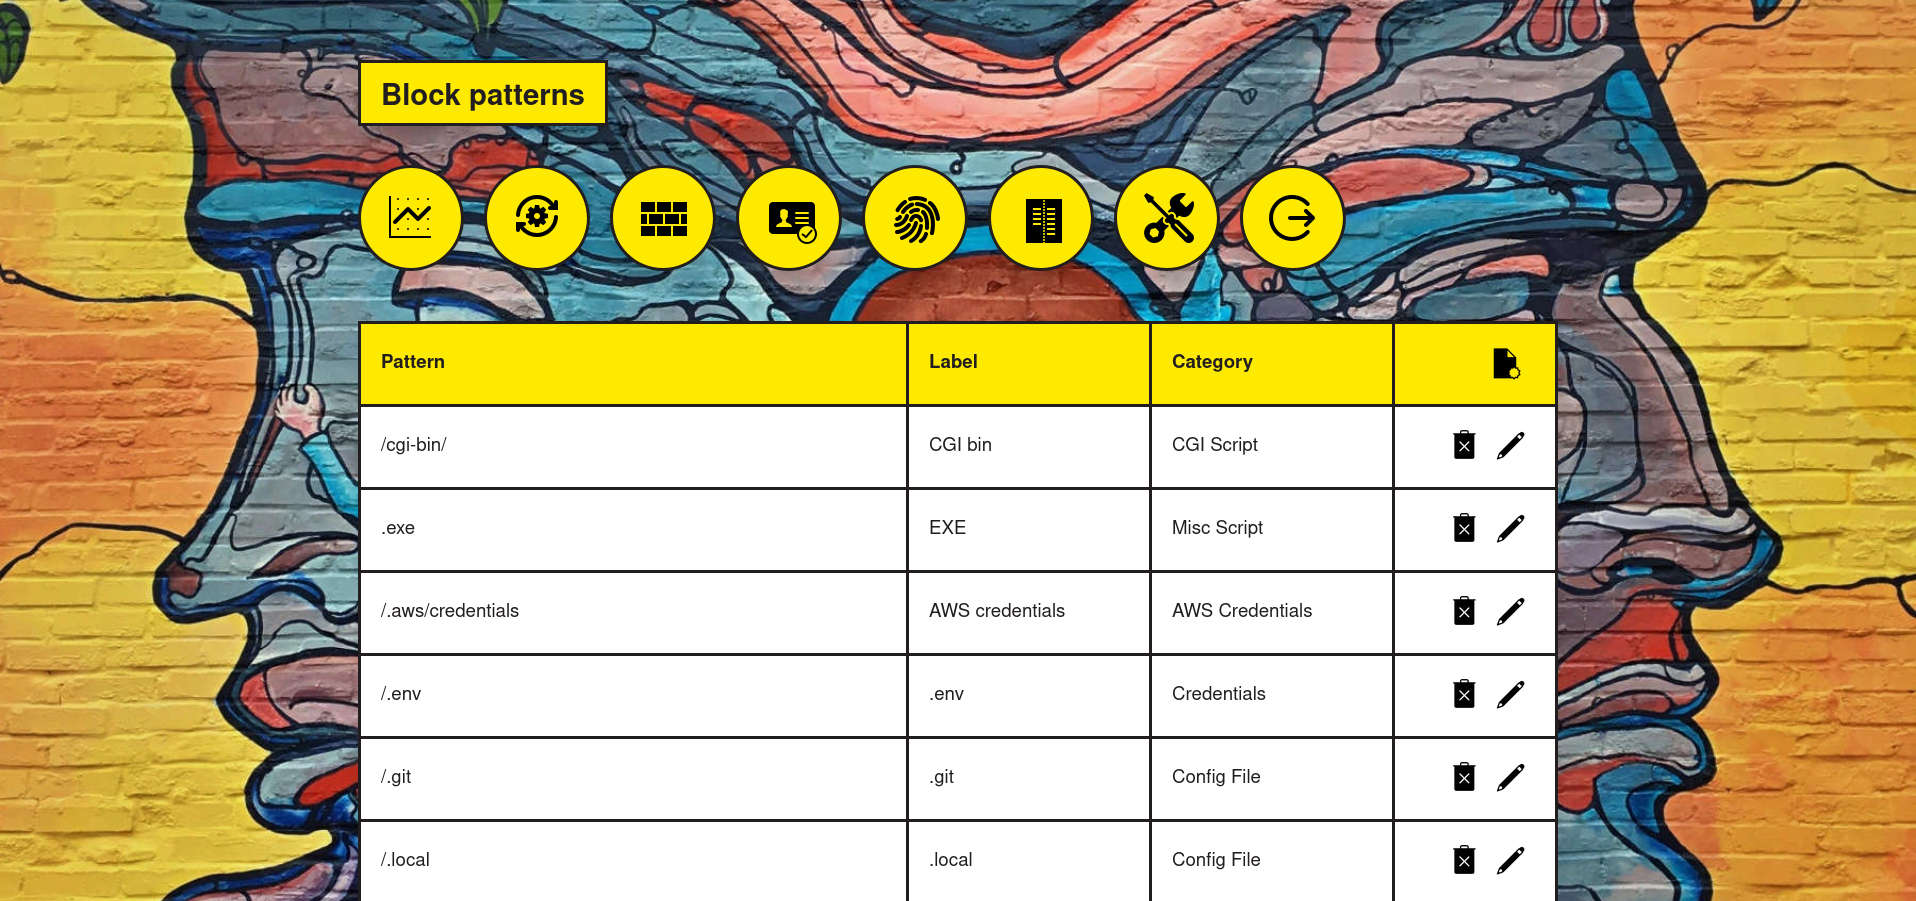 Block patterns
Pattern Label Category
/cgi-bin/ CGI bin CGI Script
.exe EXE Misc Script
/.aws/credentials AWS credentials AWS Credentials
/.env .env Credentials
/.git .git Config File
/.local .local Config File